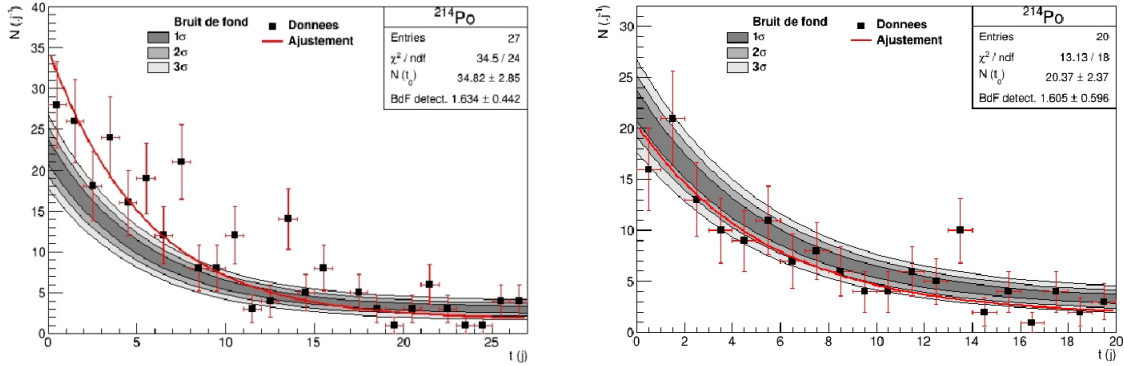 214Po
Bruit de fond
1σ
2σ
3σ
Donnees
Ajustement
Entries 27
χ² / ndf 34.5 / 24
N (t0) 34.82 ± 2.85
BdF detect. 1.634 ± 0.442
N (.j-1)
40
35
30
25
20
15
10
5
0
0 5 10 15 20 25
t (j)
214Po
Bruit de fond
1σ
2σ
3σ
Donnees
Ajustement
Entries 20
χ² / ndf 13.13 / 18
N (t0) 20.37 ± 2.37
BdF detect. 1.605 ± 0.596
N (.j-1)
30
25
20
15
10
5
0
0 2 4 6 8 10 12 14 16 18 20
t (j)